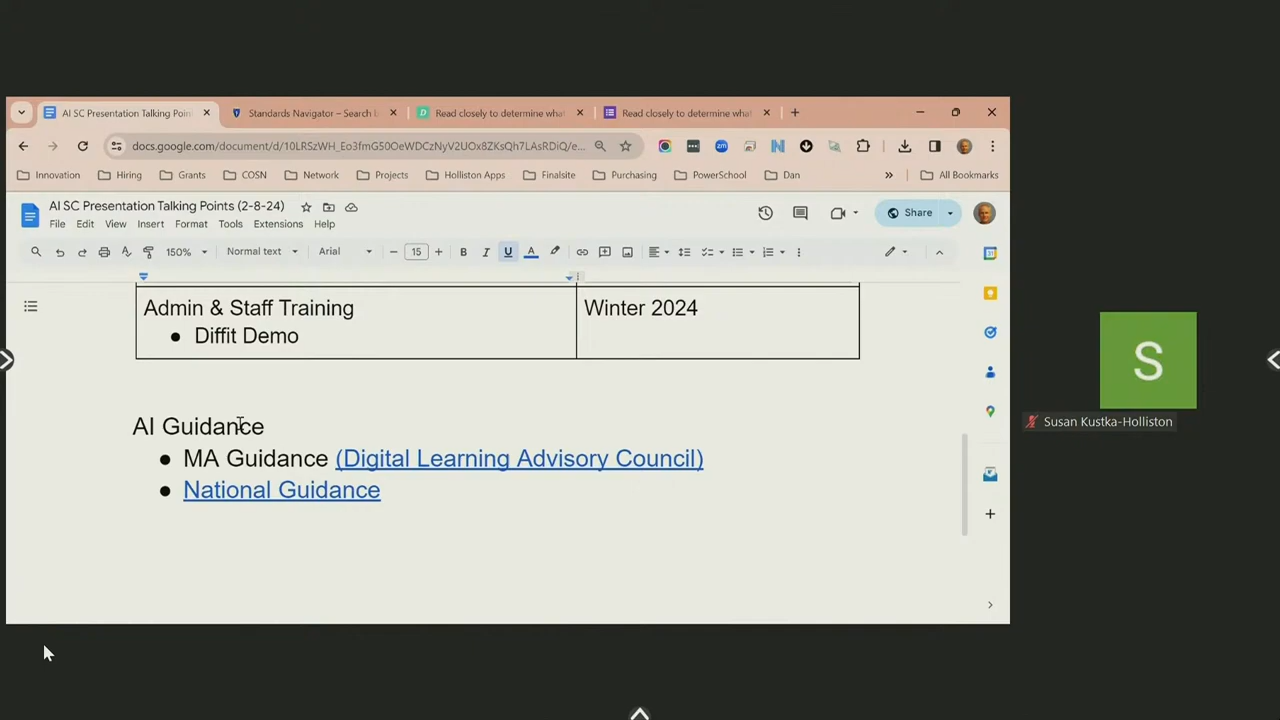 AI SC Presentation Talking Poin
Standards Navigator – Search b
Read closely to determine what
Read closely to determine what
docs.google.com/document/d/10LRSzWH_Eo3fmG50OeWDCzNyV2UOx8ZKsQh7LAsRDiQ/e...
Innovation
Hiring
Grants
COSN
Network
Projects
Holliston Apps
Finalsite
Purchasing
PowerSchool
Dan
»
All Bookmarks
AI SC Presentation Talking Points (2-8-24)
File Edit View Insert Format Tools Extensions Help
Share
150% Normal text Arial 15 B I U A
Admin & Staff Training
Winter 2024
● Diffit Demo
AI Guidance
● MA Guidance (Digital Learning Advisory Council)
● National Guidance
S
Susan Kustka-Holliston